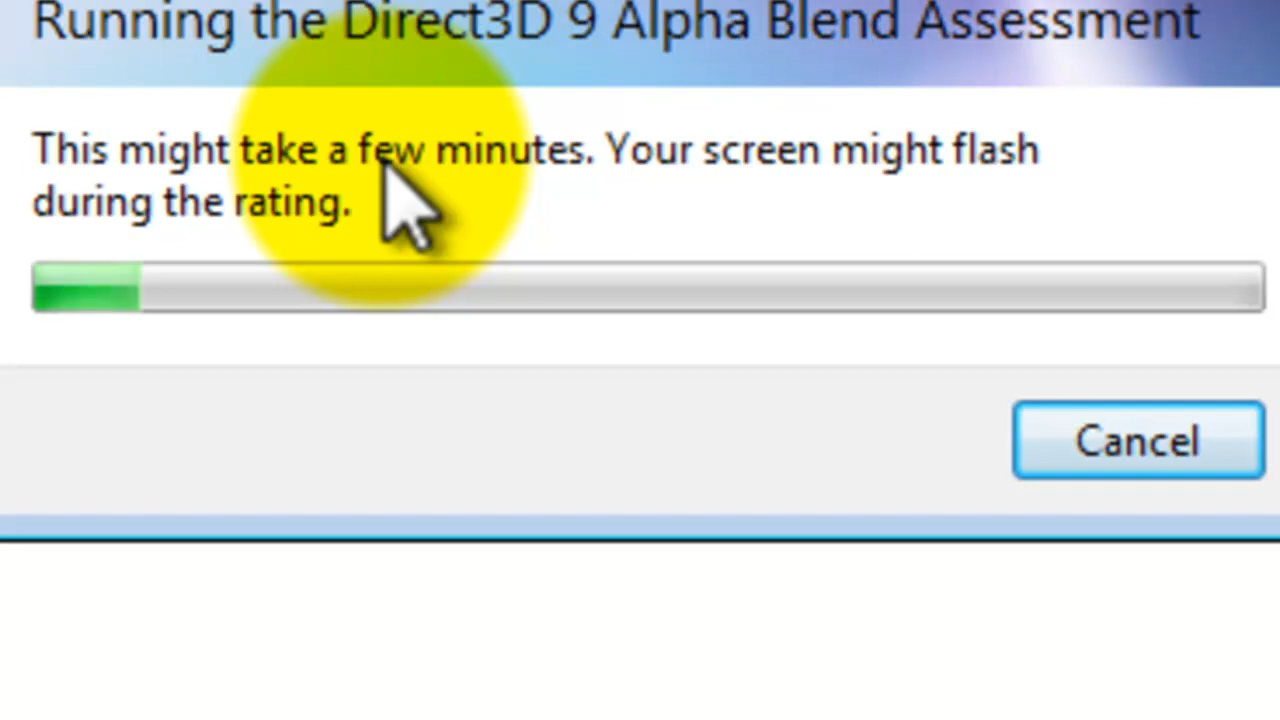 Running the Direct3D 9 Alpha Blend Assessment
This might take a few minutes. Your screen might flash
during the rating.
Cancel